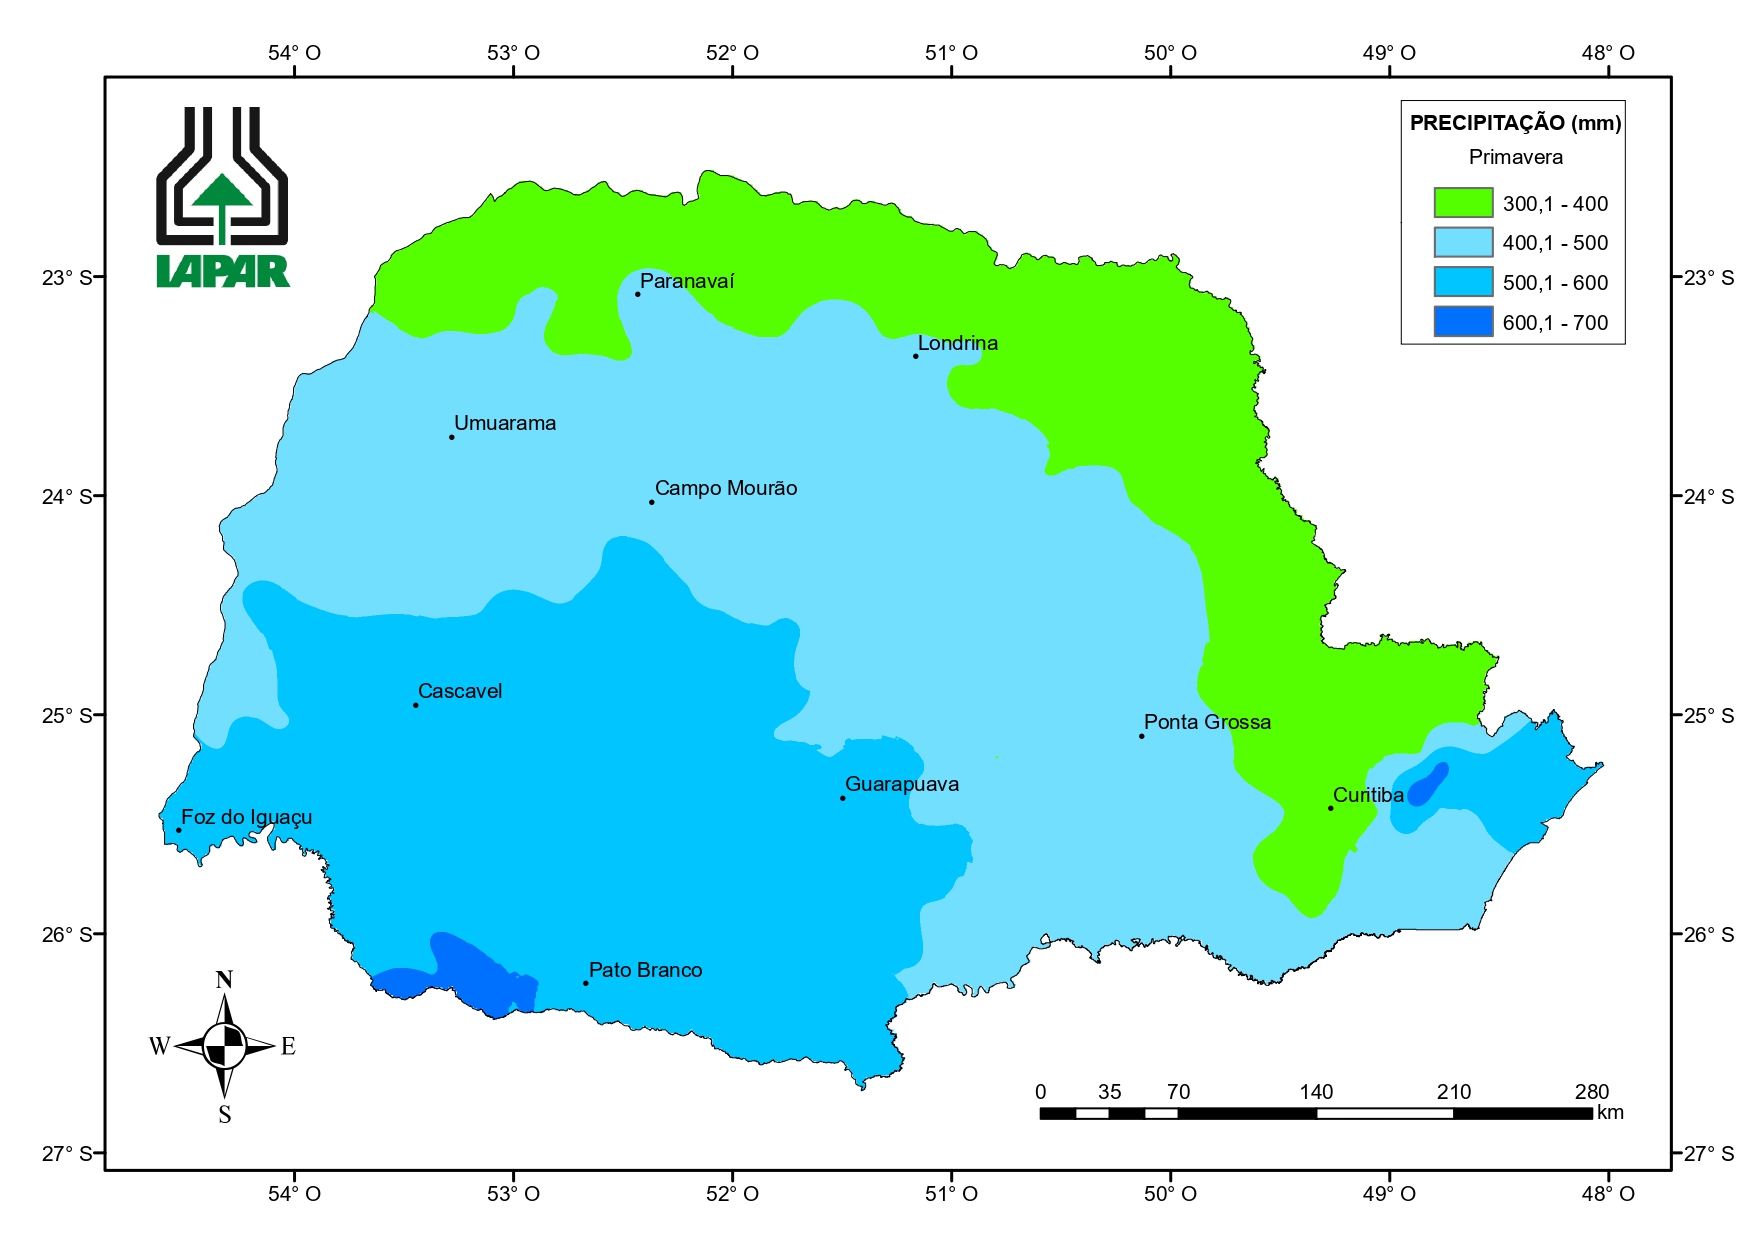 54° O 53° O 52° O 51° O 50° O 49° O 48° O
IAPAR
PRECIPITAÇÃO (mm)
Primavera
300,1 - 400
400,1 - 500
500,1 - 600
600,1 - 700
23° S 23° S
Paranavaí
Londrina
Umuarama
24° S 24° S
Campo Mourão
Cascavel
25° S 25° S
Ponta Grossa
Guarapuava
Curitiba
Foz do Iguaçu
26° S 26° S
Pato Branco
N
W E
S
0 35 70 140 210 280
km
27° S 27° S
54° O 53° O 52° O 51° O 50° O 49° O 48° O